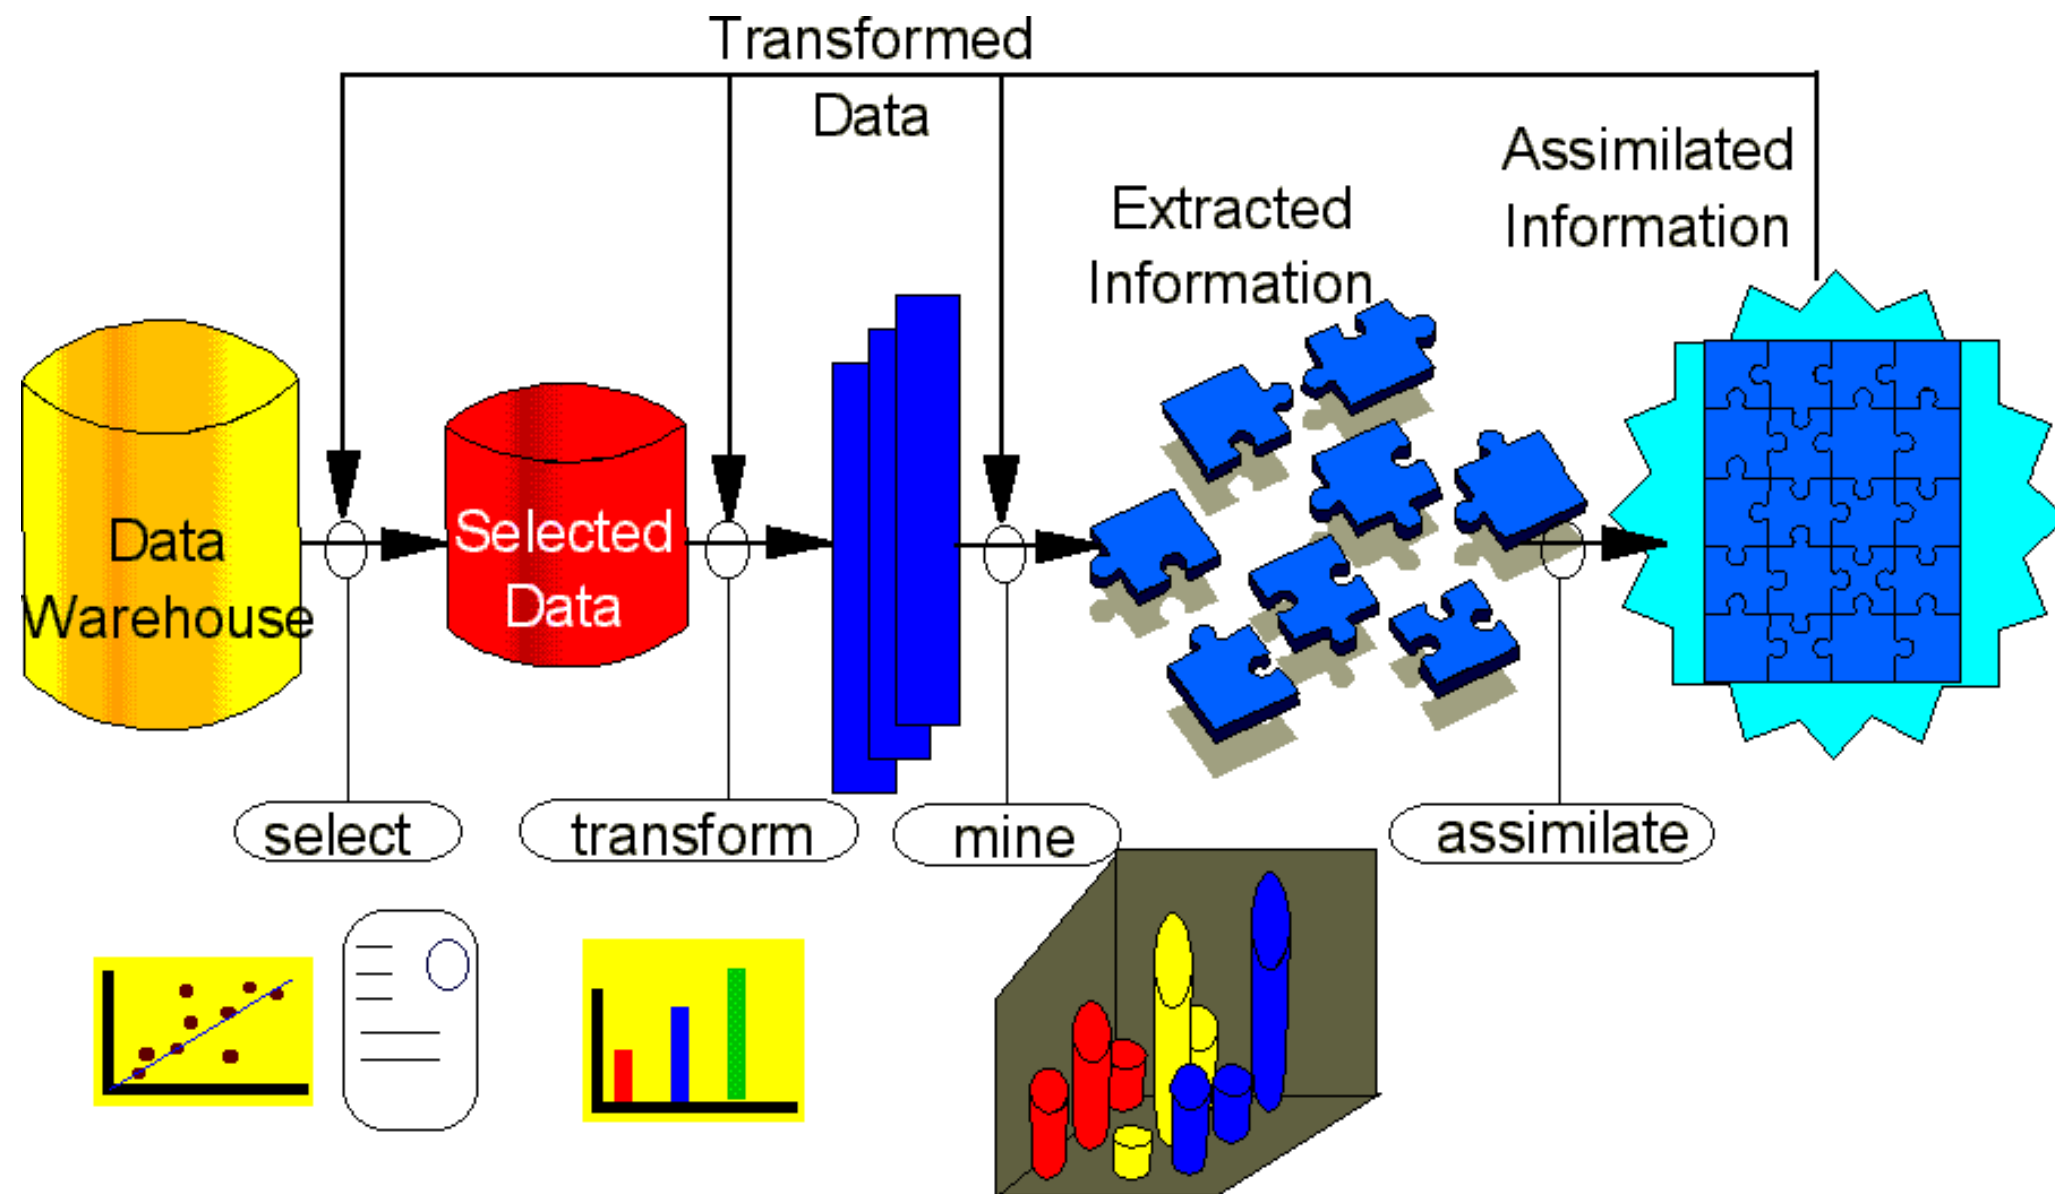 Transformed
Data
Assimilated
Information
Extracted
Information
Data
Warehouse
Selected
Data
select
transform
mine
assimilate